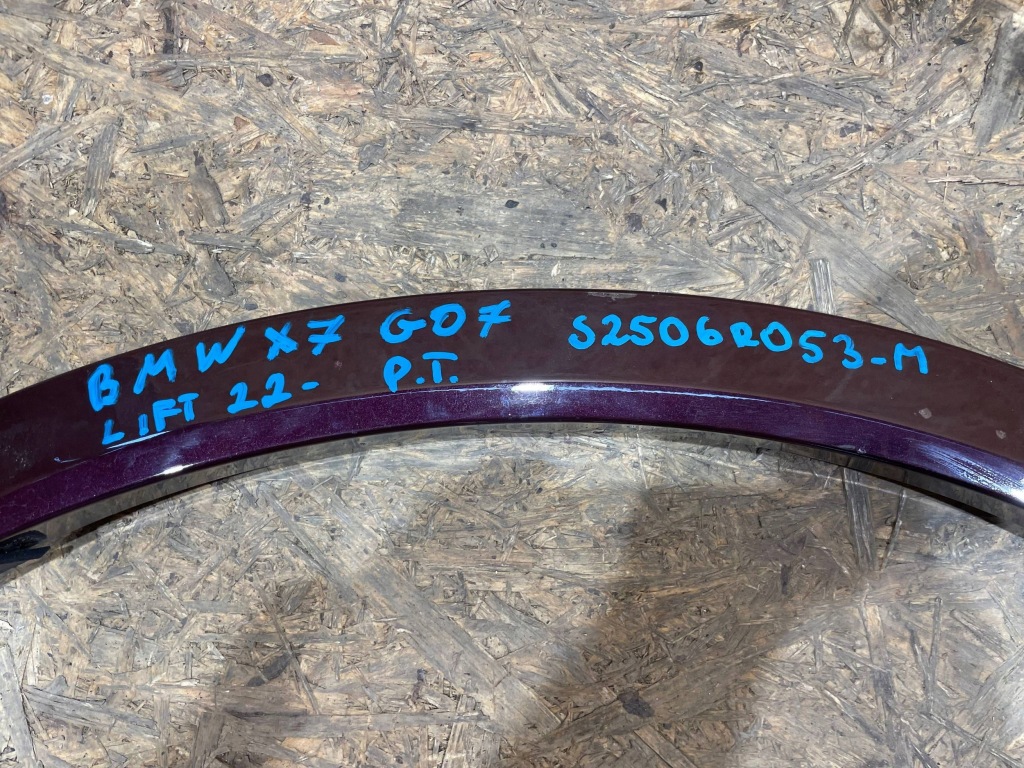 BMW X7 G07 S2506R053-M
LIFT 22- P.T.